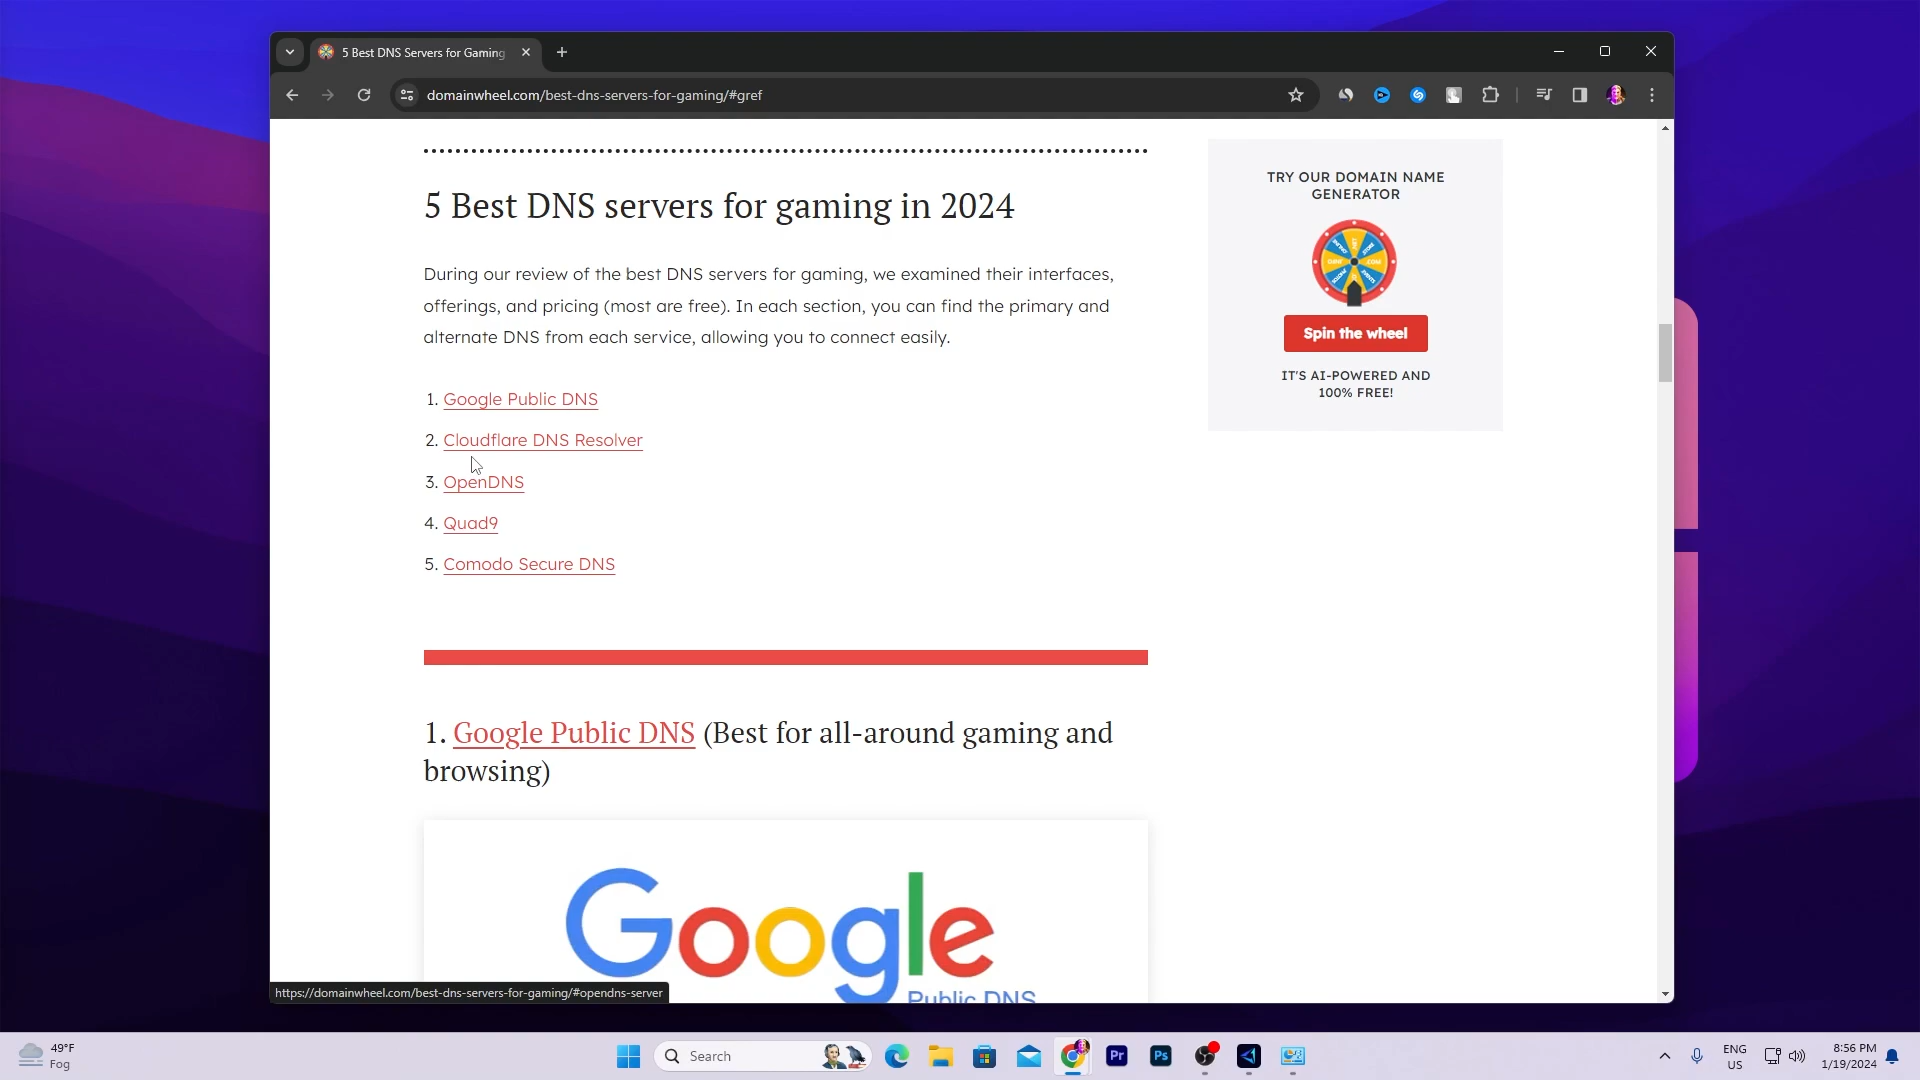 5 Best DNS Servers for Gaming
domainwheel.com/best-dns-servers-for-gaming/#gref
5 Best DNS servers for gaming in 2024
During our review of the best DNS servers for gaming, we examined their interfaces,
offerings, and pricing (most are free). In each section, you can find the primary and
alternate DNS from each service, allowing you to connect easily.
1. Google Public DNS
2. Cloudflare DNS Resolver
3. OpenDNS
4. Quad9
5. Comodo Secure DNS
TRY OUR DOMAIN NAME
GENERATOR
Spin the wheel
IT'S AI-POWERED AND
100% FREE!
1. Google Public DNS (Best for all-around gaming and
browsing)
Google
Public DNS
https://domainwheel.com/best-dns-servers-for-gaming/#opendns-server
49°F
Fog
Search
Pr
Ps
ENG
US
8:56 PM
1/19/2024